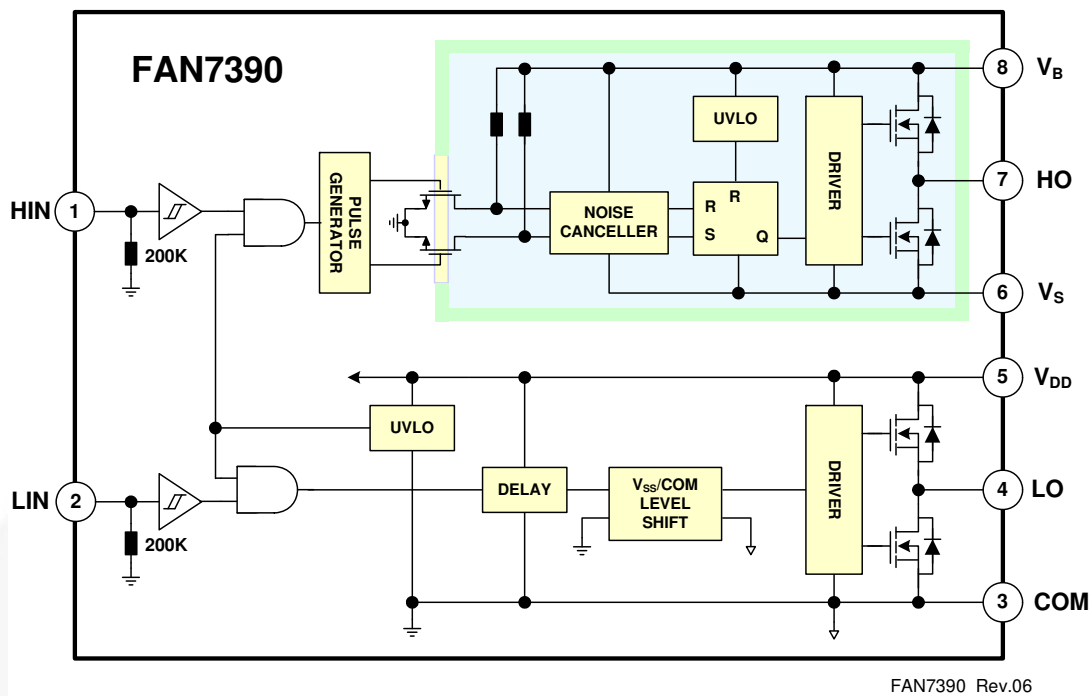 FAN7390
8
VB
UVLO
DRIVER
7
HO
HIN
1
PULSE
GENERATOR
NOISE
CANCELLER
R
R
S
Q
200K
6
VS
5
VDD
UVLO
LIN
2
DELAY
VSS/COM
LEVEL
SHIFT
DRIVER
4
LO
200K
3
COM
FAN7390 Rev.06